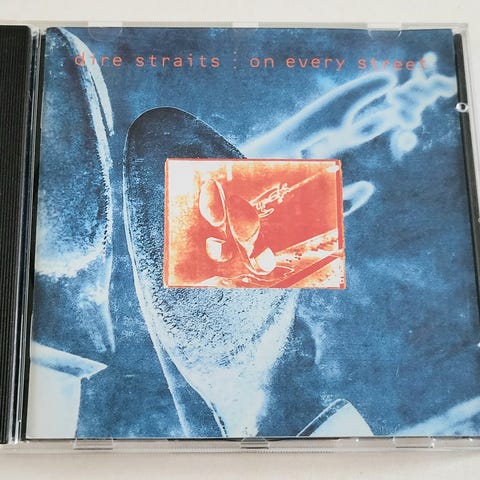 dire straits : on every street